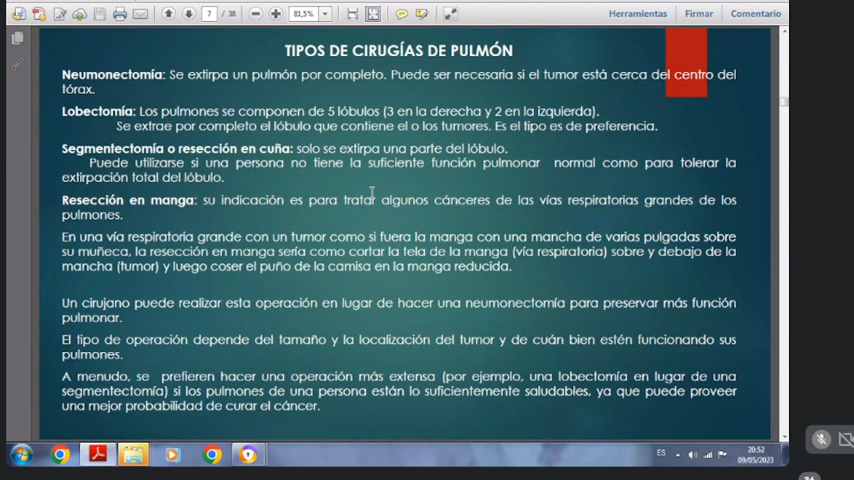 7 / 38
81,5%
Herramientas
Firmar
Comentario
TIPOS DE CIRUGÍAS DE PULMÓN
Neumonectomía: Se extirpa un pulmón por completo. Puede ser necesaria si el tumor está cerca del centro del
tórax.
Lobectomía: Los pulmones se componen de 5 lóbulos (3 en la derecha y 2 en la izquierda).
Se extrae por completo el lóbulo que contiene el o los tumores. Es el tipo es de preferencia.
Segmentectomía o resección en cuña: solo se extirpa una parte del lóbulo.
Puede utilizarse si una persona no tiene la suficiente función pulmonar normal como para tolerar la
extirpación total del lóbulo.
Resección en manga: su indicación es para tratar algunos cánceres de las vías respiratorias grandes de los
pulmones.
En una vía respiratoria grande con un tumor como si fuera la manga con una mancha de varias pulgadas sobre
su muñeca, la resección en manga sería como cortar la tela de la manga (vía respiratoria) sobre y debajo de la
mancha (tumor) y luego coser el puño de la camisa en la manga reducida.
Un cirujano puede realizar esta operación en lugar de hacer una neumonectomía para preservar más función
pulmonar.
El tipo de operación depende del tamaño y la localización del tumor y de cuán bien estén funcionando sus
pulmones.
A menudo, se prefieren hacer una operación más extensa (por ejemplo, una lobectomía en lugar de una
segmentectomía) si los pulmones de una persona están lo suficientemente saludables, ya que puede proveer
una mejor probabilidad de curar el cáncer.
ES
20:52
09/05/2023